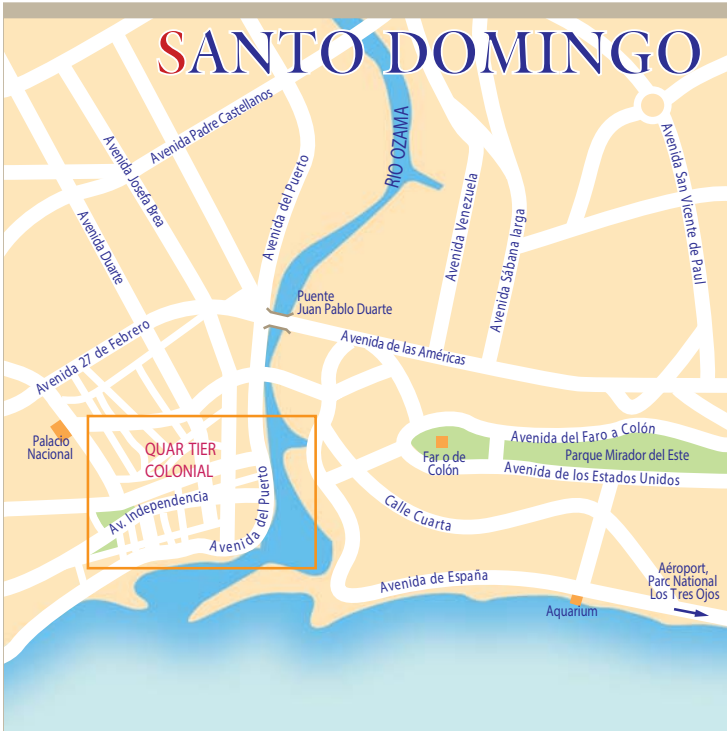 SANTO DOMINGO
Avenida Padre Castellanos
Avenida Josefa Brea
Avenida Duarte
Avenida del Puerto
RIO OZAMA
Avenida Venezuela
Avenida Sábana larga
Avenida San Vicente de Paul
Puente
Juan Pablo Duarte
Avenida de las Américas
Avenida 27 de Febrero
Palacio
Nacional
QUAR TIER
COLONIAL
Av. Independencia
Avenida del Puerto
Far o de
Colón
Avenida del Faro a Colón
Parque Mirador del Este
Avenida de los Estados Unidos
Calle Cuarta
Avenida de España
Aquarium
Aéroport,
Parc National
Los Tres Ojos